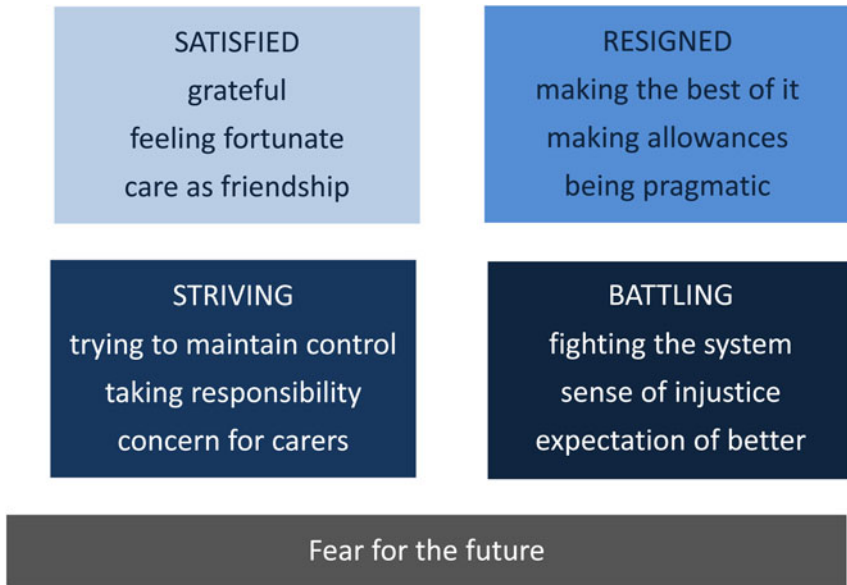 SATISFIED
grateful
feeling fortunate
care as friendship
RESIGNED
making the best of it
making allowances
being pragmatic
STRIVING
trying to maintain control
taking responsibility
concern for carers
BATTLING
fighting the system
sense of injustice
expectation of better
Fear for the future